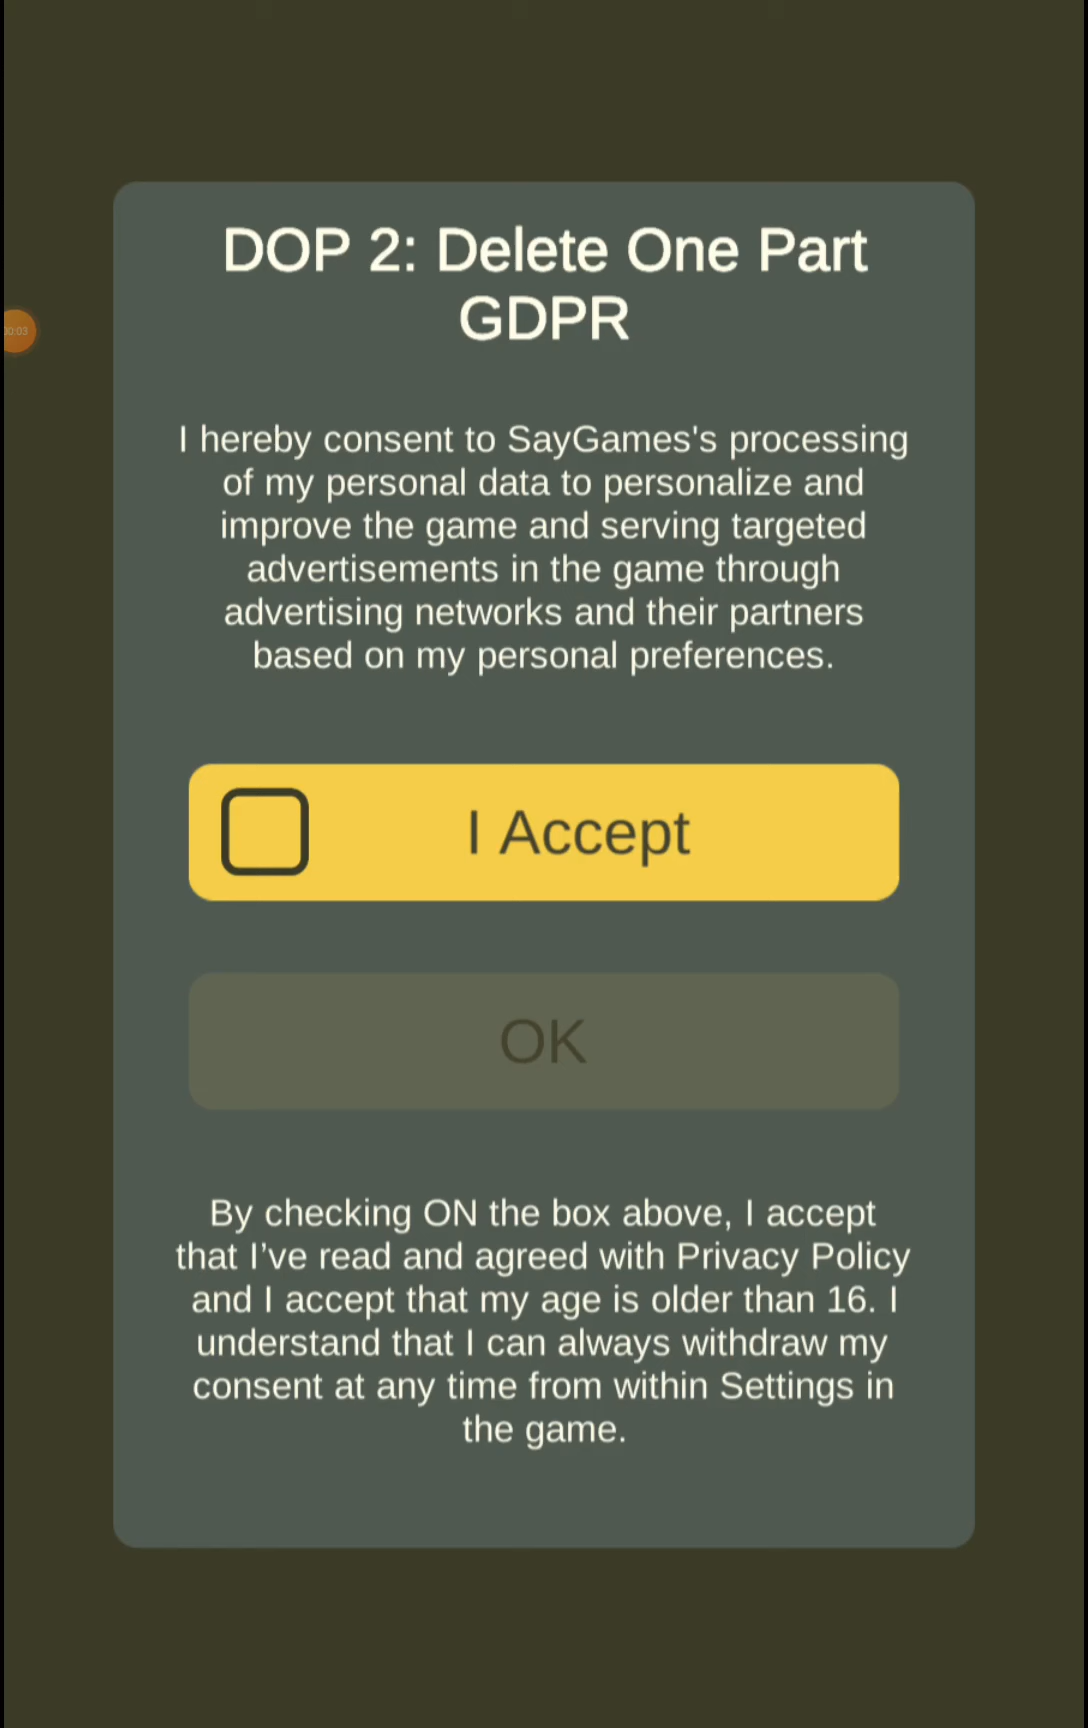 DOP 2: Delete One Part
GDPR
00:03
I hereby consent to SayGames's processing
of my personal data to personalize and
improve the game and serving targeted
advertisements in the game through
advertising networks and their partners
based on my personal preferences.
I Accept
OK
By checking ON the box above, I accept
that I’ve read and agreed with Privacy Policy
and I accept that my age is older than 16. I
understand that I can always withdraw my
consent at any time from within Settings in
the game.